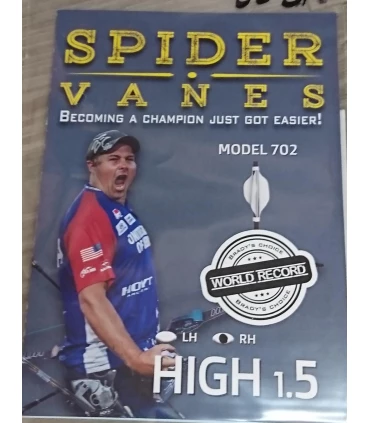 SPIDER
VANES
BECOMING A CHAMPION JUST GOT EASIER!
MODEL 702
BRADY'S CHOICE
WORLD RECORD
BRADY'S CHOICE
HOYT
LH RH
HIGH 1.5